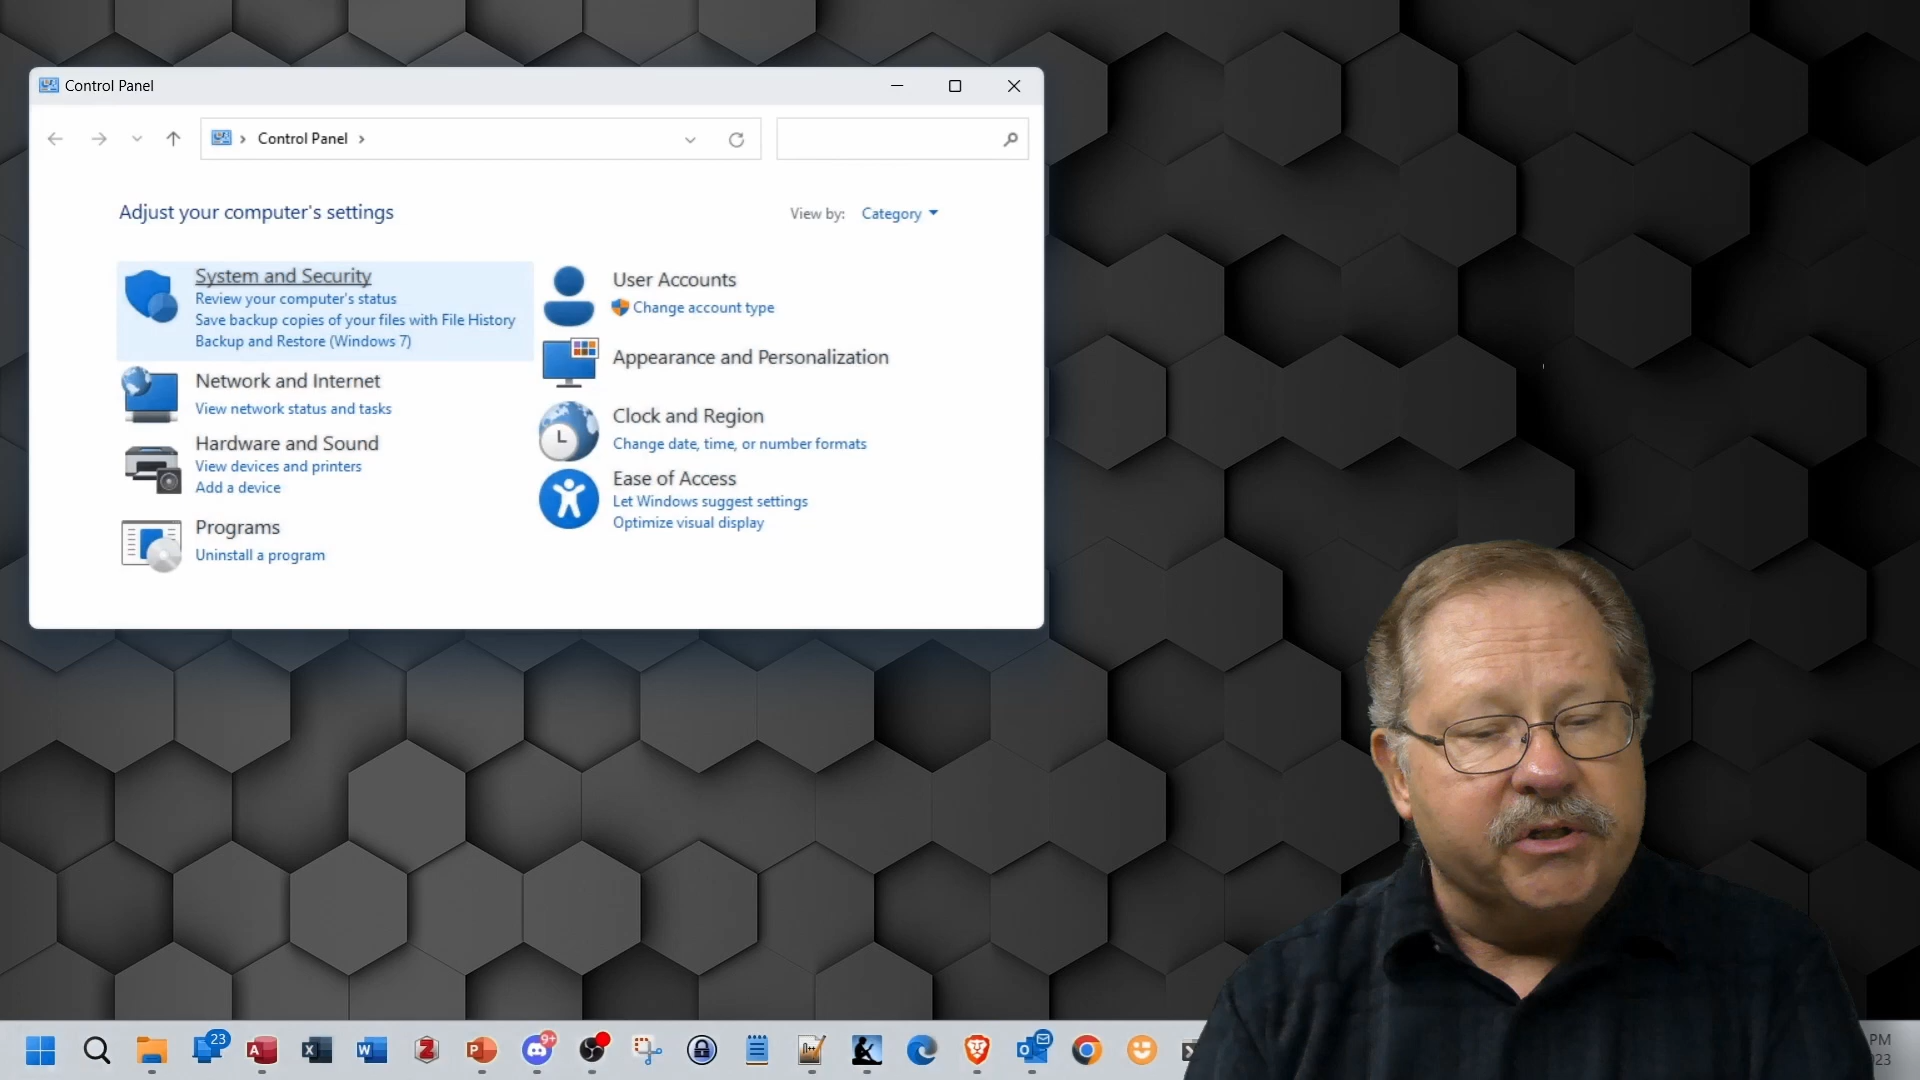 Control Panel
Control Panel
Adjust your computer's settings
View by: Category
System and Security
Review your computer's status
Save backup copies of your files with File History
Backup and Restore (Windows 7)
Network and Internet
View network status and tasks
Hardware and Sound
View devices and printers
Add a device
Programs
Uninstall a program
User Accounts
Change account type
Appearance and Personalization
Clock and Region
Change date, time, or number formats
Ease of Access
Let Windows suggest settings
Optimize visual display
23
9+
PM
23